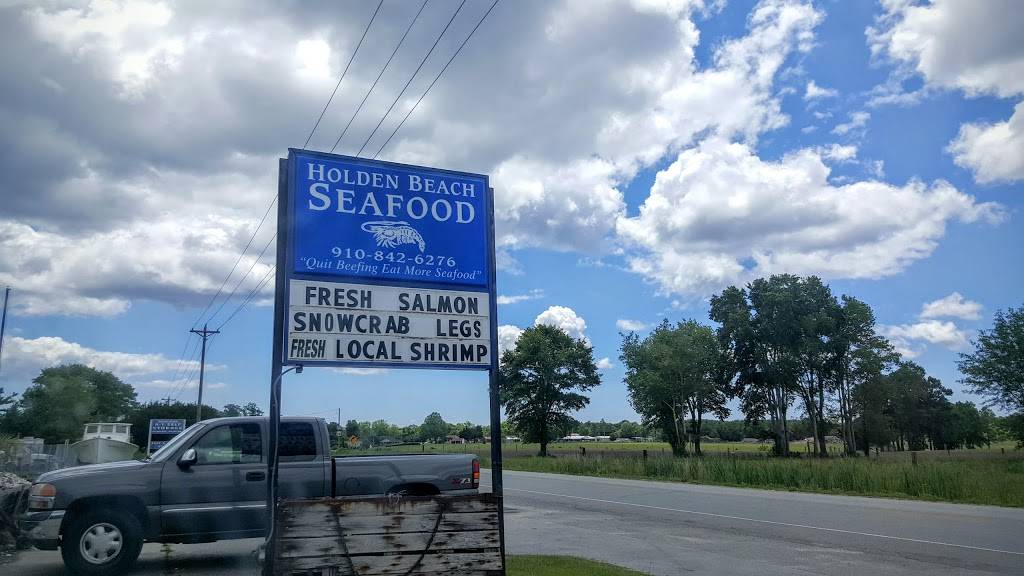 HOLDEN BEACH
SEAFOOD
910-842-6276
"Quit Beefing Eat More Seafood"
FRESH SALMON
SNOWCRAB LEGS
FRESH LOCAL SHRIMP